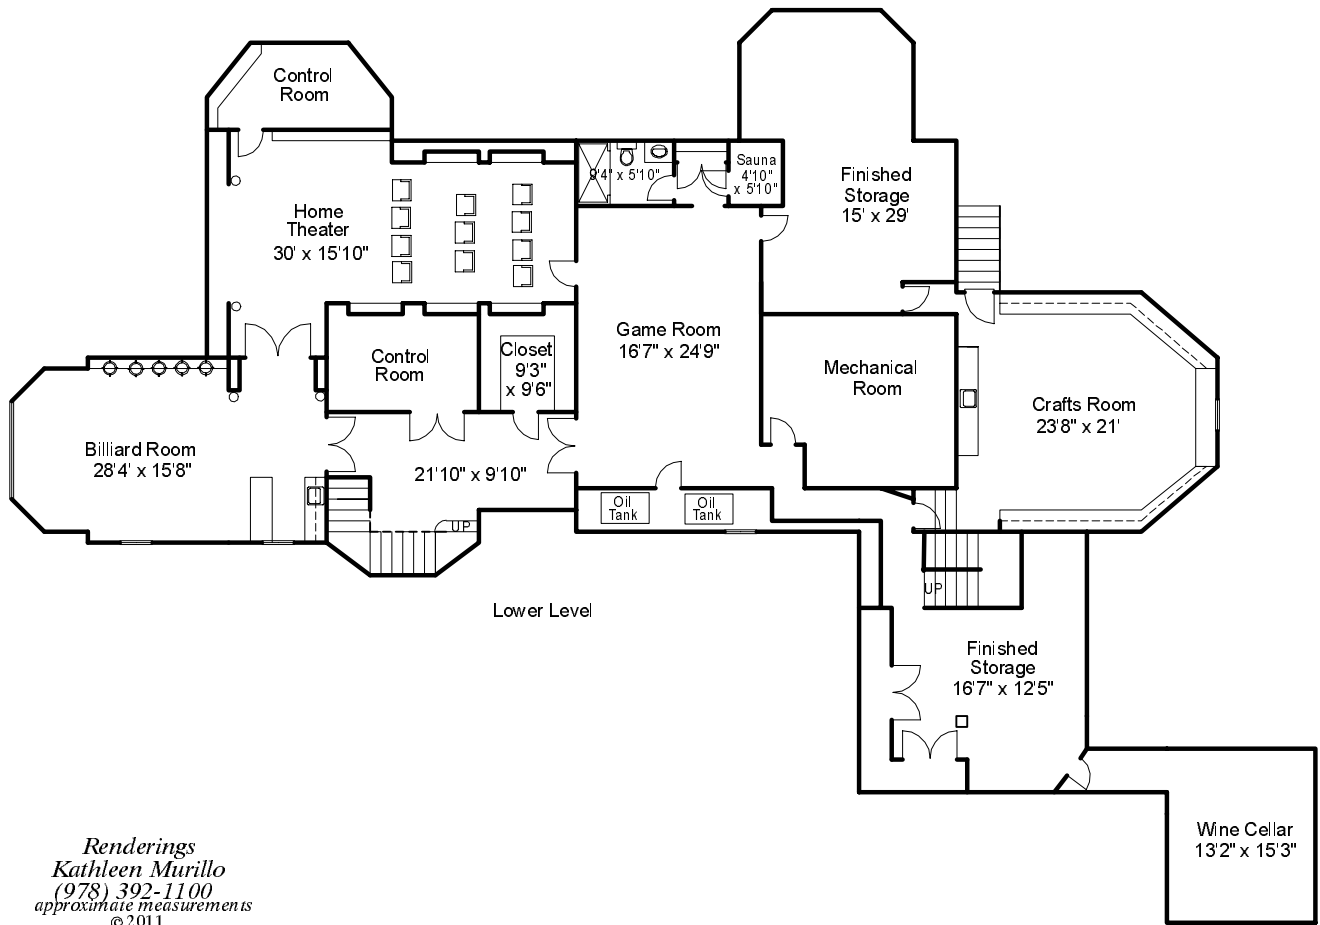 Control
Room
Sauna
4'10"
x 5'10"
9'4" x 5'10"
Finished
Storage
15' x 29'
Home
Theater
30' x 15'10"
Game Room
16'7" x 24'9"
Control
Room
Closet
9'3"
x 9'6"
Mechanical
Room
Crafts Room
23'8" x 21'
Billiard Room
28'4' x 15'8"
21'10" x 9'10"
UP
Oil
Tank
Oil
Tank
UP
Lower Level
Finished
Storage
16'7" x 12'5"
Wine Cellar
13'2" x 15'3"
Renderings
Kathleen Murillo
(978) 392-1100
approximate measurements
©2011